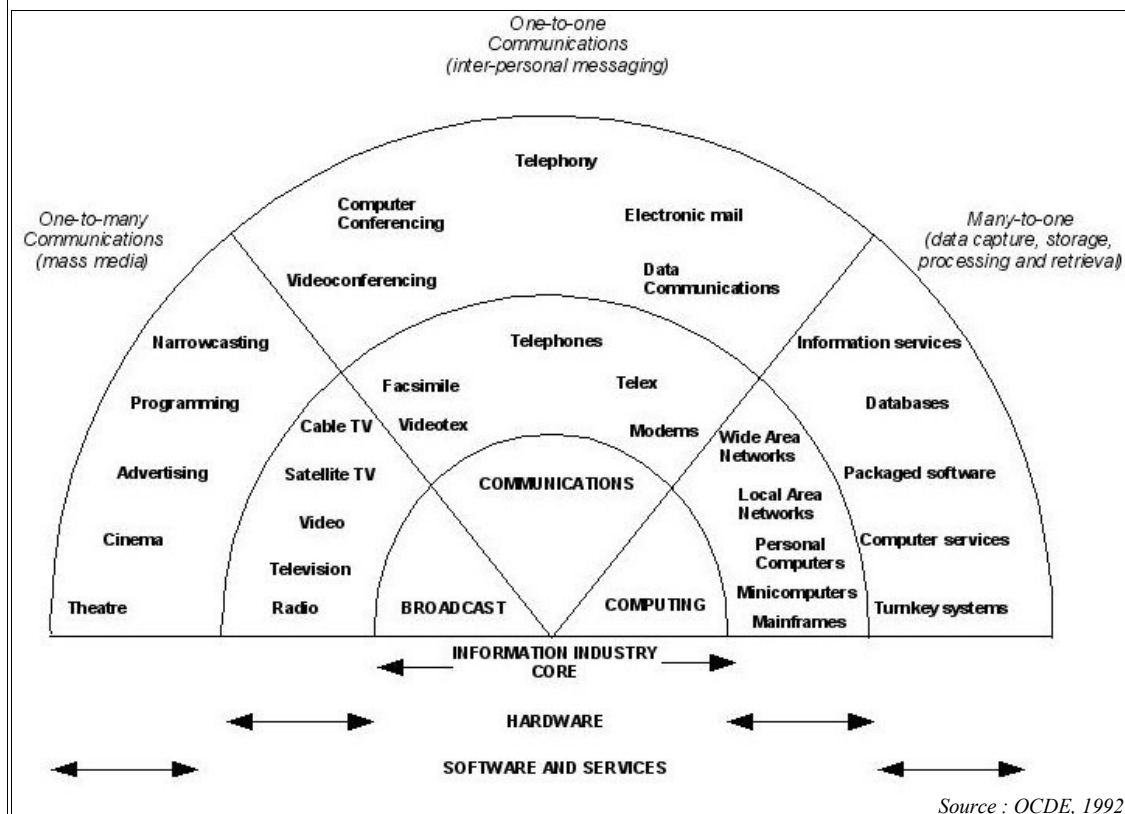 One-to-one
Communications
(inter-personal messaging)
One-to-many
Communications
(mass media)
Many-to-one
(data capture, storage,
processing and retrieval)
Telephony
Computer
Conferencing
Electronic mail
Videoconferencing
Data
Communications
Narrowcasting
Programming
Advertising
Cinema
Theatre
Telephones
Facsimile
Telex
Videotex
Modems
Cable TV
Satellite TV
Video
Television
Radio
Wide Area
Networks
Local Area
Networks
Personal
Computers
Minicomputers
Mainframes
Information services
Databases
Packaged software
Computer services
Turnkey systems
COMMUNICATIONS
BROADCAST
COMPUTING
INFORMATION INDUSTRY
CORE
HARDWARE
SOFTWARE AND SERVICES
Source : OCDE, 1992